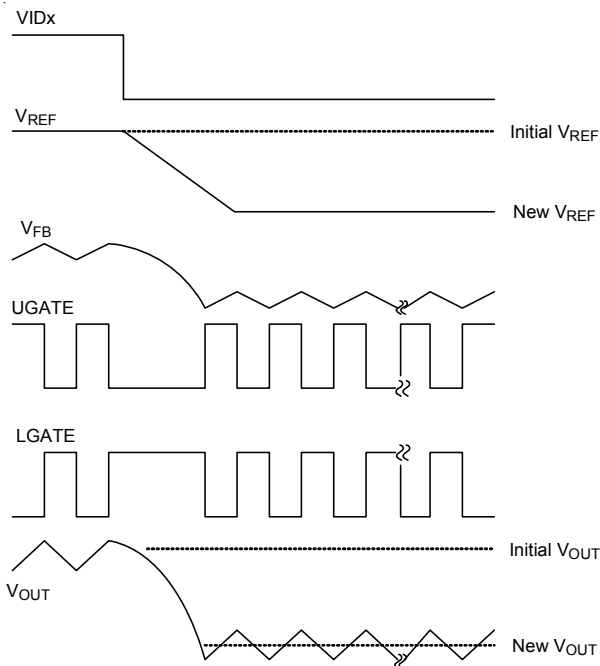 VIDx
VREF
Initial VREF
New VREF
VFB
UGATE
LGATE
Initial VOUT
VOUT
New VOUT